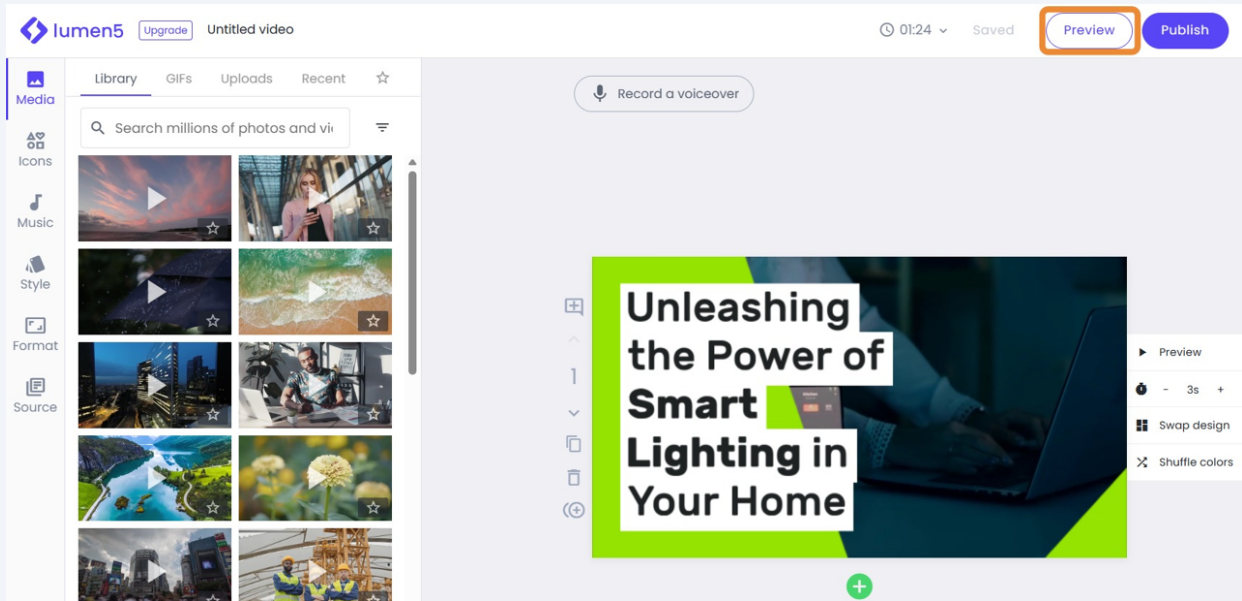 lumen5 Upgrade Untitled video 01:24 Saved Preview Publish
Media
Icons
Music
Style
Format
Source
Library GIFs Uploads Recent
Search millions of photos and vi
Record a voiceover
1
Unleashing
the Power of
Smart
Lighting in
Your Home
Preview
- 3s +
Swap design
Shuffle colors